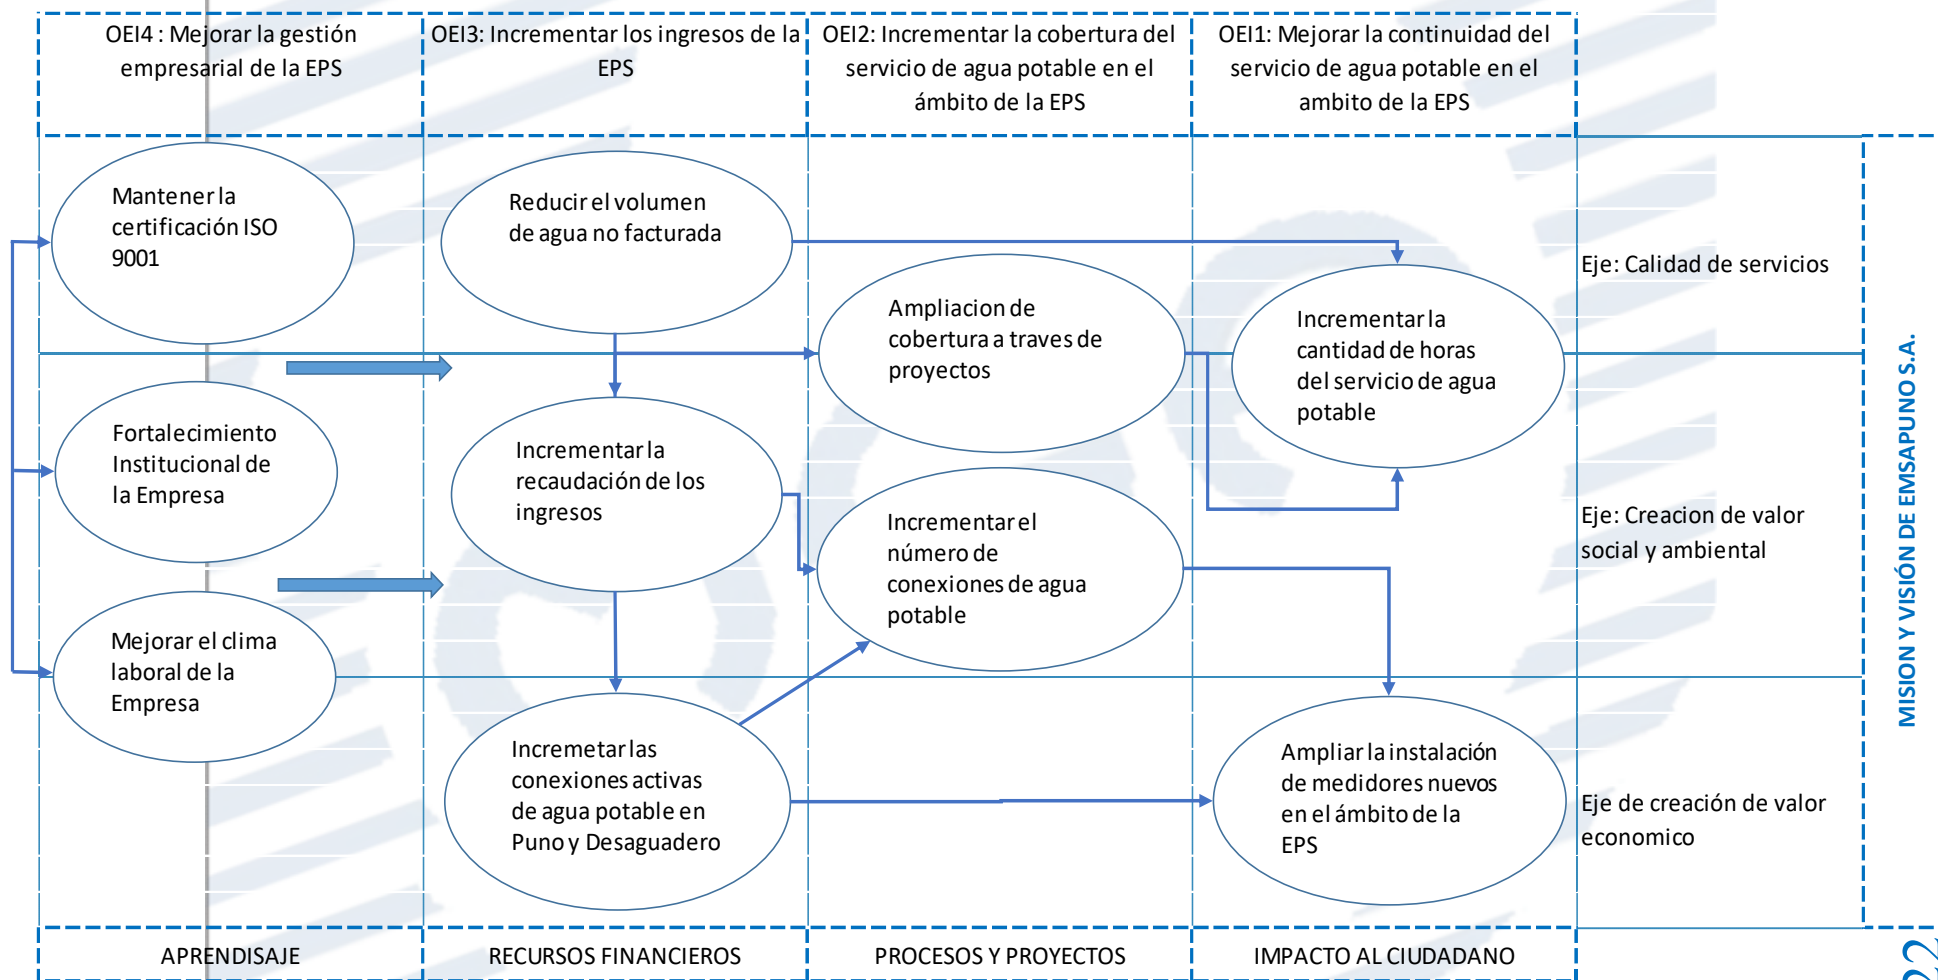 OEI4 : Mejorar la gestión
empresarial de la EPS
OEI3: Incrementar los ingresos de la
EPS
OEI2: Incrementar la cobertura del
servicio de agua potable en el
ámbito de la EPS
OEI1: Mejorar la continuidad del
servicio de agua potable en el
ambito de la EPS
Mantener la
certificación ISO
9001
Fortalecimiento
Institucional de
la Empresa
Mejorar el clima
laboral de la
Empresa
Reducir el volumen
de agua no facturada
Incrementar la
recaudación de los
ingresos
Incremetar las
conexiones activas
de agua potable en
Puno y Desaguadero
Ampliacion de
cobertura a traves de
proyectos
Incrementar el
número de
conexiones de agua
potable
Incrementar la
cantidad de horas
del servicio de agua
potable
Ampliar la instalación
de medidores nuevos
en el ámbito de la
EPS
Eje: Calidad de servicios
Eje: Creacion de valor
social y ambiental
Eje de creación de valor
economico
MISION Y VISIÓN DE EMSAPUNO S.A.
APRENDISAJE
RECURSOS FINANCIEROS
PROCESOS Y PROYECTOS
IMPACTO AL CIUDADANO
22